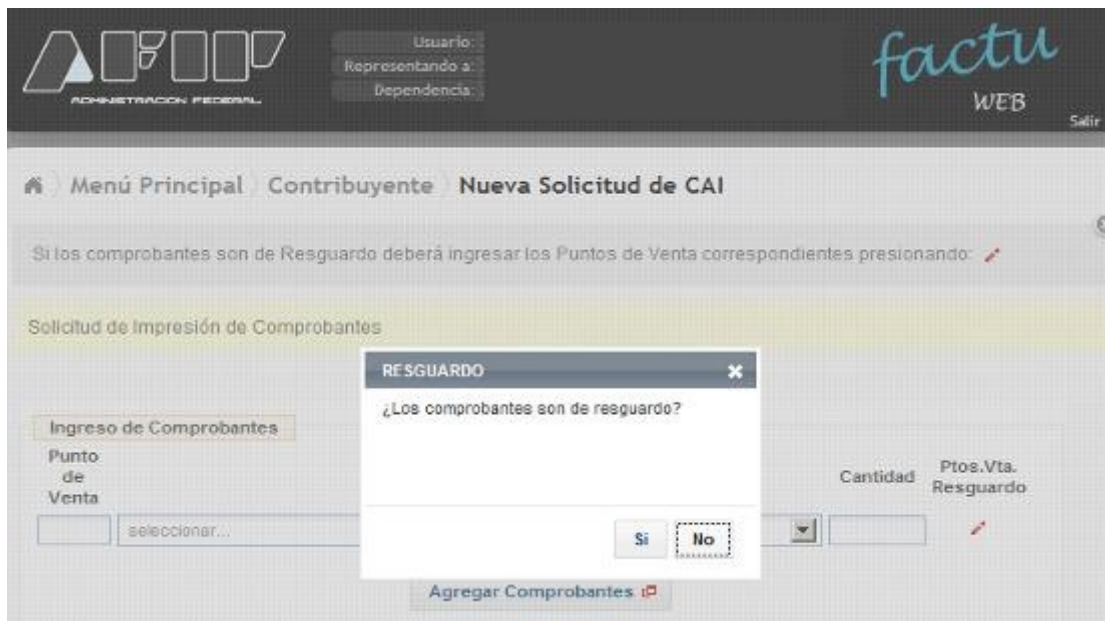 AFIP
ADMINISTRACION FEDERAL
Usuario:
Representando a:
Dependencia:
factu
WEB
Salir
Menú Principal Contribuyente Nueva Solicitud de CAI
Si los comprobantes son de Resguardo deberá ingresar los Puntos de Venta correspondientes presionando:
Solicitud de Impresión de Comprobantes
RESGUARDO
¿Los comprobantes son de resguardo?
Si No
Ingreso de Comprobantes
Punto
de
Venta
Cantidad
Ptos.Vta.
Resguardo
seleccionar...
Agregar Comprobantes